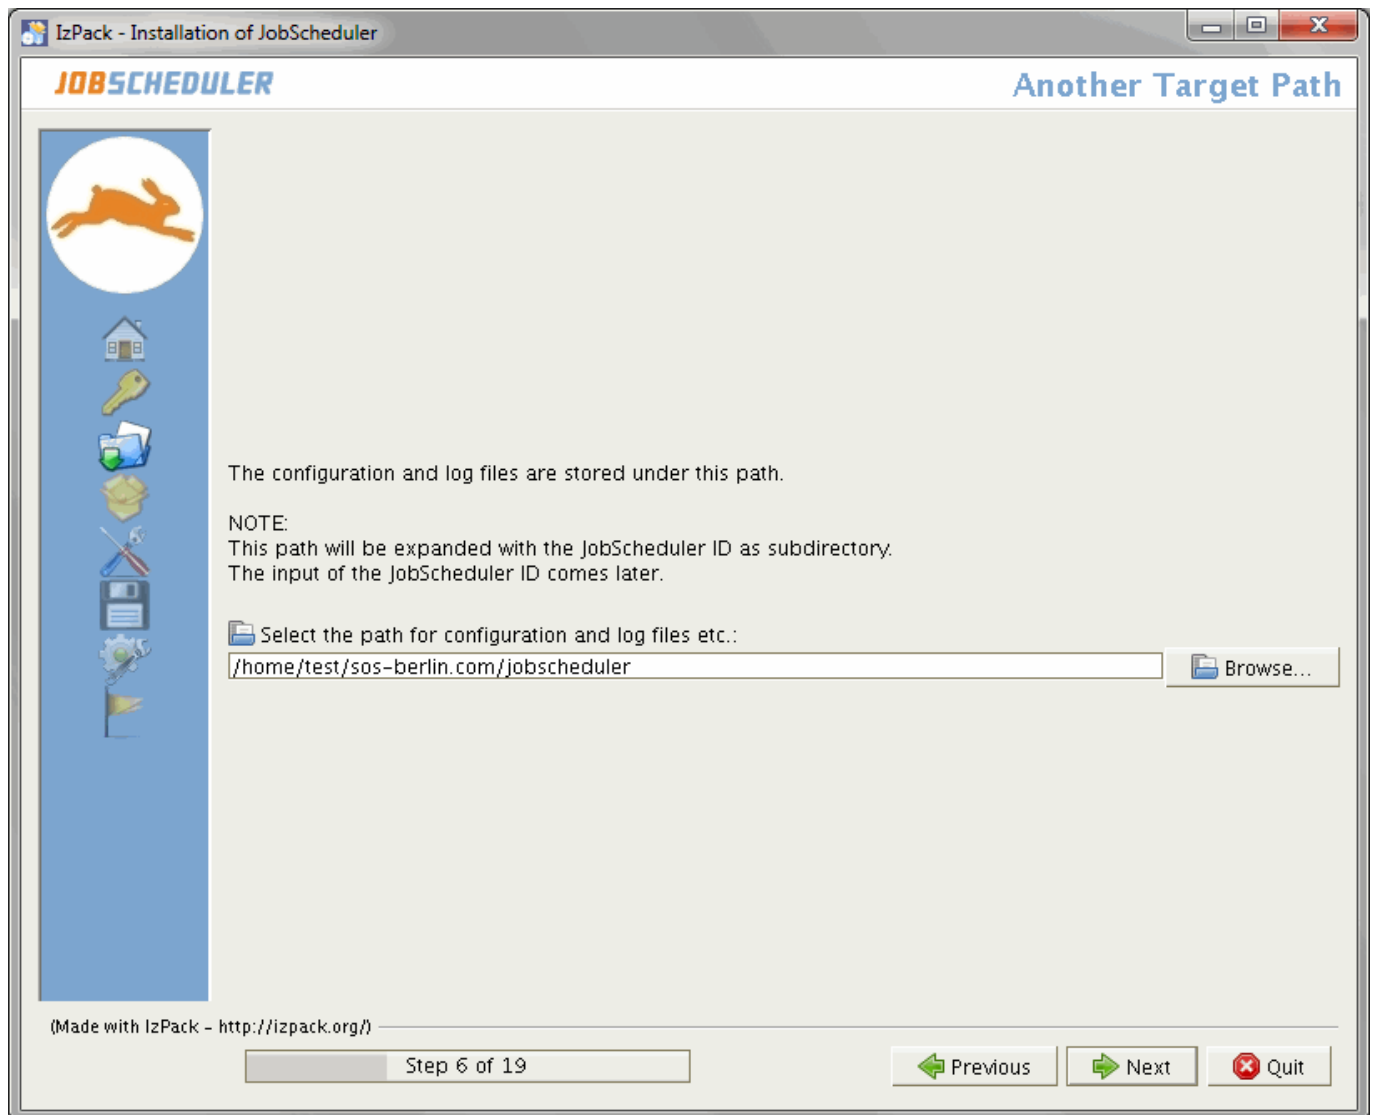 IzPack - Installation of JobScheduler
JOBSCHEDULER
Another Target Path
The configuration and log files are stored under this path.
NOTE:
This path will be expanded with the JobScheduler ID as subdirectory.
The input of the JobScheduler ID comes later.
Select the path for configuration and log files etc.:
/home/test/sos-berlin.com/jobscheduler
Browse...
(Made with IzPack - http://izpack.org/)
Step 6 of 19
Previous
Next
Quit